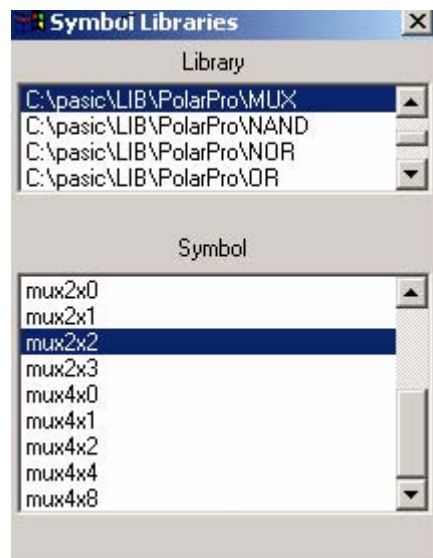 Symbol Libraries
Library
C:\pasic\LIB\PolarPro\MUX
C:\pasic\LIB\PolarPro\NAND
C:\pasic\LIB\PolarPro\NOR
C:\pasic\LIB\PolarPro\OR
Symbol
mux2x0
mux2x1
mux2x2
mux2x3
mux4x0
mux4x1
mux4x2
mux4x4
mux4x8